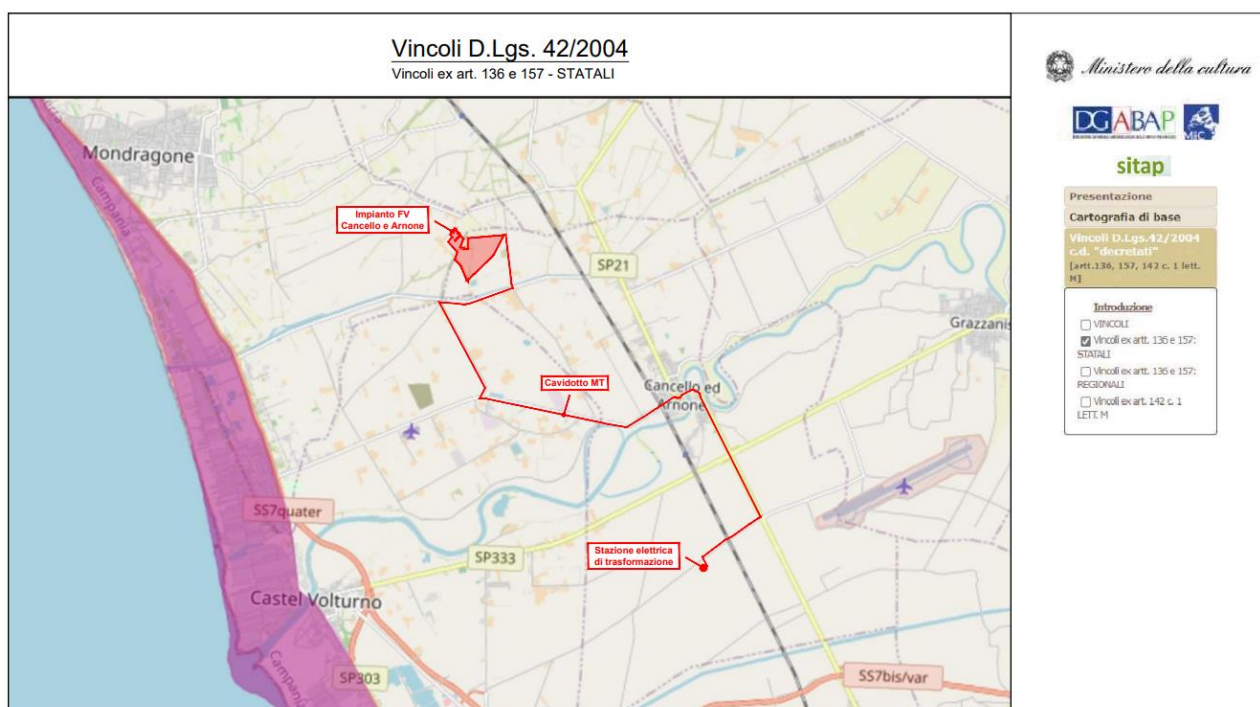 Vincoli D.Lgs. 42/2004
Vincoli ex art. 136 e 157 - STATALI
Mondragone
Campania
Impianto FV
Cancello e Arnone
SP21
Grazzanis
Cancello ed
Arnone
Cavidotto MT
SS7quater
SP333
Stazione elettrica
di trasformazione
Castel Volturno
Campania
SP303
SS7bis/var
Ministero della cultura
DGABAP
MiC
sitap
Presentazione
Cartografia di base
Vincoli D.Lgs.42/2004
c.d. "decretati"
[artt.136, 157, 142 c. 1 lett.
M]
Introduzione
VINCOLI
Vincoli ex artt. 136 e 157:
STATALI
Vincoli ex artt. 136 e 157:
REGIONALI
Vincoli ex art. 142 c. 1
LETT. M